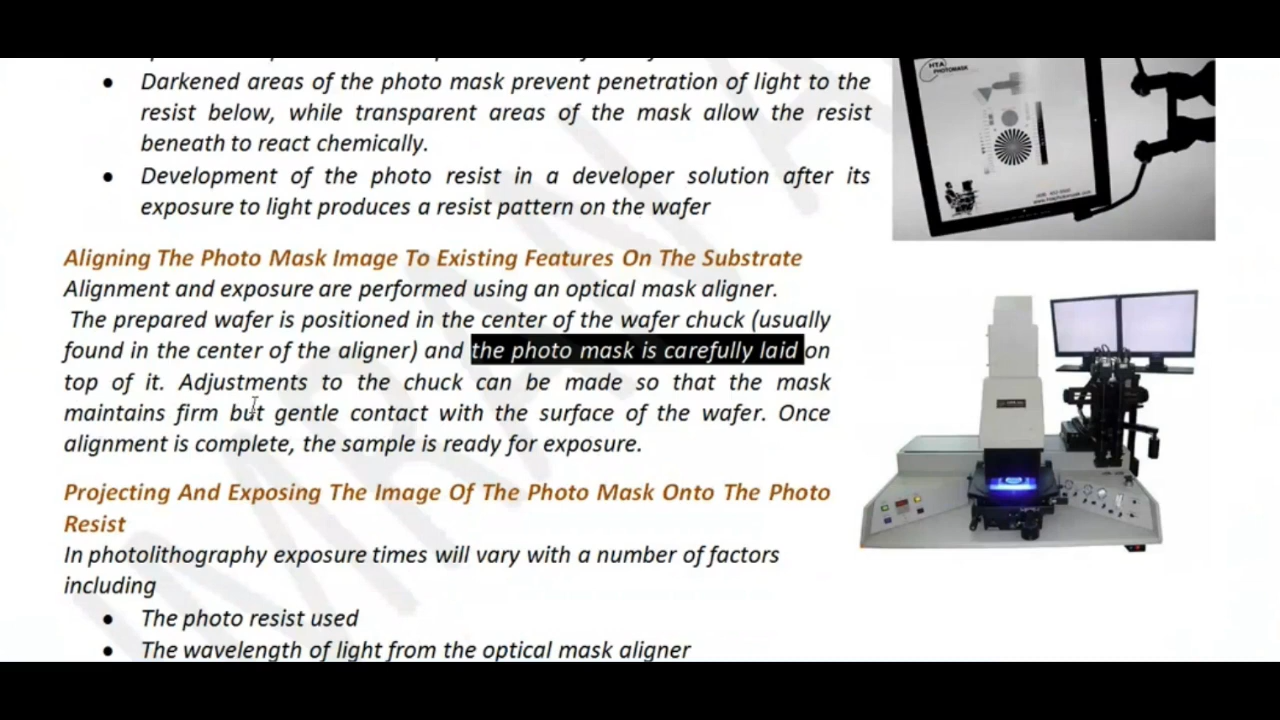 • Darkened areas of the photo mask prevent penetration of light to the
resist below, while transparent areas of the mask allow the resist
beneath to react chemically.
• Development of the photo resist in a developer solution after its
exposure to light produces a resist pattern on the wafer
HTA
PHOTOMASK
Aligning The Photo Mask Image To Existing Features On The Substrate
Alignment and exposure are performed using an optical mask aligner.
The prepared wafer is positioned in the center of the wafer chuck (usually
found in the center of the aligner) and the photo mask is carefully laid on
top of it. Adjustments to the chuck can be made so that the mask
maintains firm but gentle contact with the surface of the wafer. Once
alignment is complete, the sample is ready for exposure.
Projecting And Exposing The Image Of The Photo Mask Onto The Photo
Resist
In photolithography exposure times will vary with a number of factors
including
• The photo resist used
• The wavelength of light from the optical mask aligner